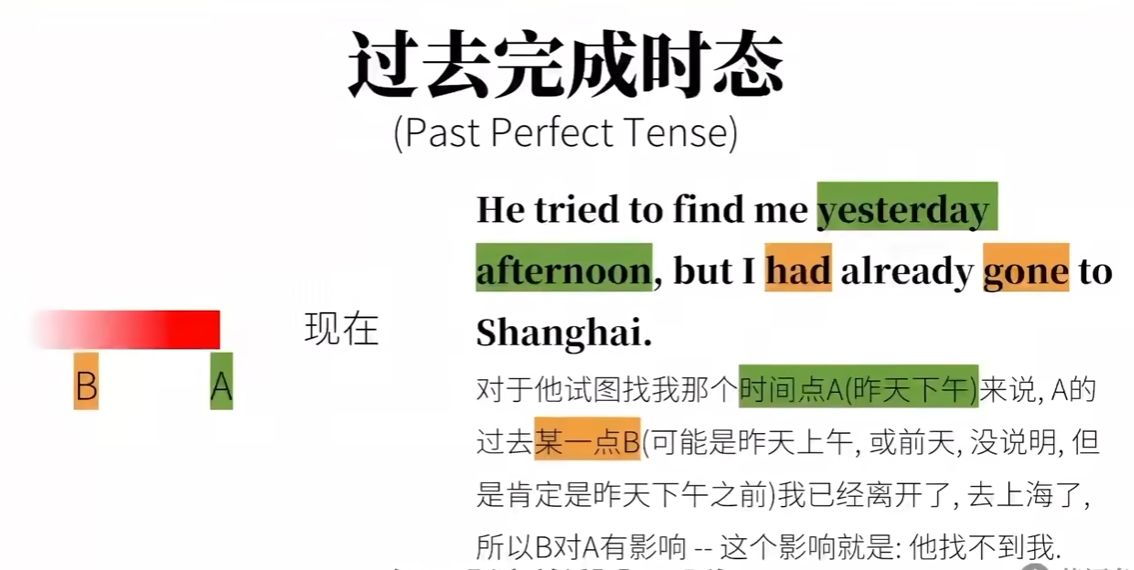 过去完成时态
(Past Perfect Tense)
He tried to find me yesterday
afternoon, but I had already gone to
Shanghai.
现在
B A
对于他试图找我那个时间点A(昨天下午)来说, A的
过去某一点B(可能是昨天上午, 或前天, 没说明, 但
是肯定是昨天下午之前)我已经离开了, 去上海了,
所以B对A有影响 -- 这个影响就是: 他找不到我.